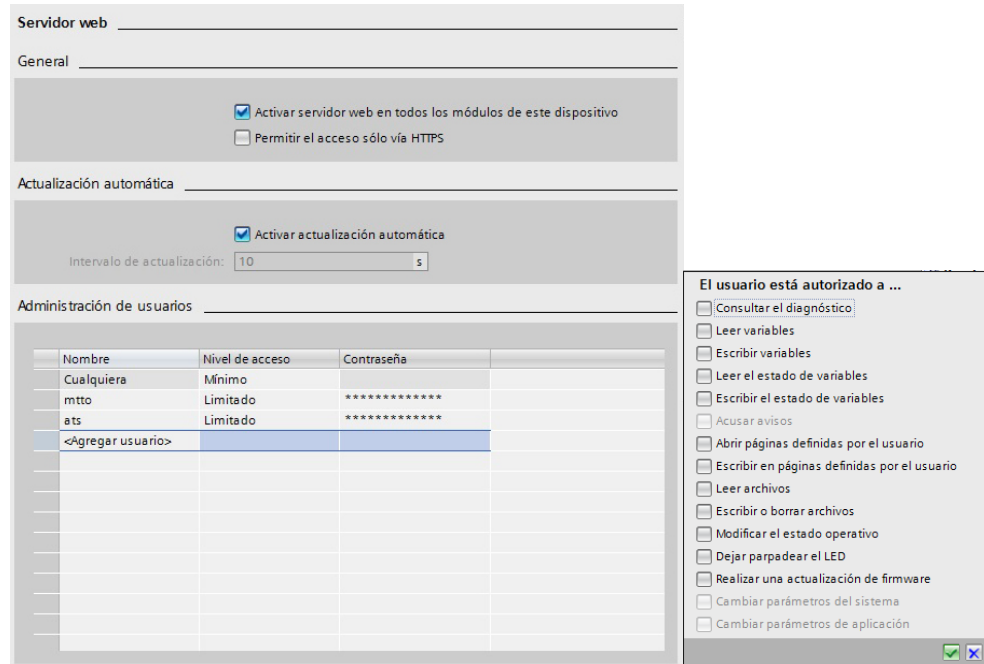 Servidor web
General
Activar servidor web en todos los módulos de este dispositivo
Permitir el acceso sólo vía HTTPS
Actualización automática
Activar actualización automática
Intervalo de actualización: 10 s
Administración de usuarios
Nombre Nivel de acceso Contraseña
Cualquiera Mínimo
mtto Limitado *************
ats Limitado *************
<Agregar usuario>
El usuario está autorizado a ...
Consultar el diagnóstico
Leer variables
Escribir variables
Leer el estado de variables
Escribir el estado de variables
Acusar avisos
Abrir páginas definidas por el usuario
Escribir en páginas definidas por el usuario
Leer archivos
Escribir o borrar archivos
Modificar el estado operativo
Dejar parpadear el LED
Realizar una actualización de firmware
Cambiar parámetros del sistema
Cambiar parámetros de aplicación